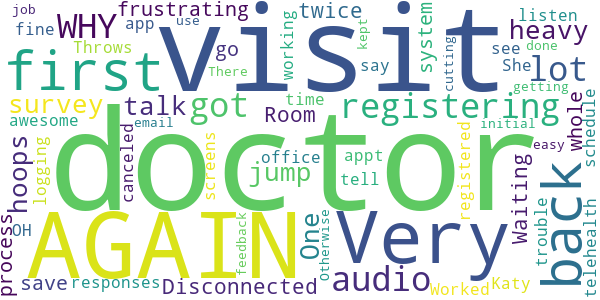 job
frustrating
WHY
app
use
twice
heavy
listen
fine
Throws
There
go
kept
working
system
say
see
cutting
She
lot
first
visit
done
getting
survey
talk
got
time
Room
registering
whole
schedule
awesome
email
initial
easy
hoops
logging
canceled
screens
office
appt
jump
tell
registered
Waiting
back
doctor
process
OH
AGAIN
feedback
One
otherwise
Very
trouble
telehealth
save
responses
Disconnected
audio
Worked
Katy